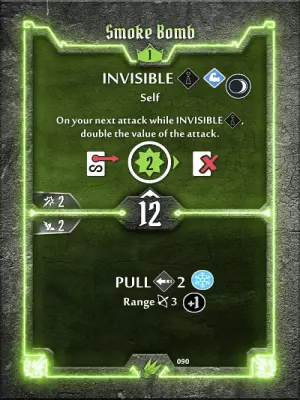 Smoke Bomb
1
INVISIBLE
Self
On your next attack while INVISIBLE,
double the value of the attack.
S 2
2
12
2
PULL 2
Range 3 +1
090